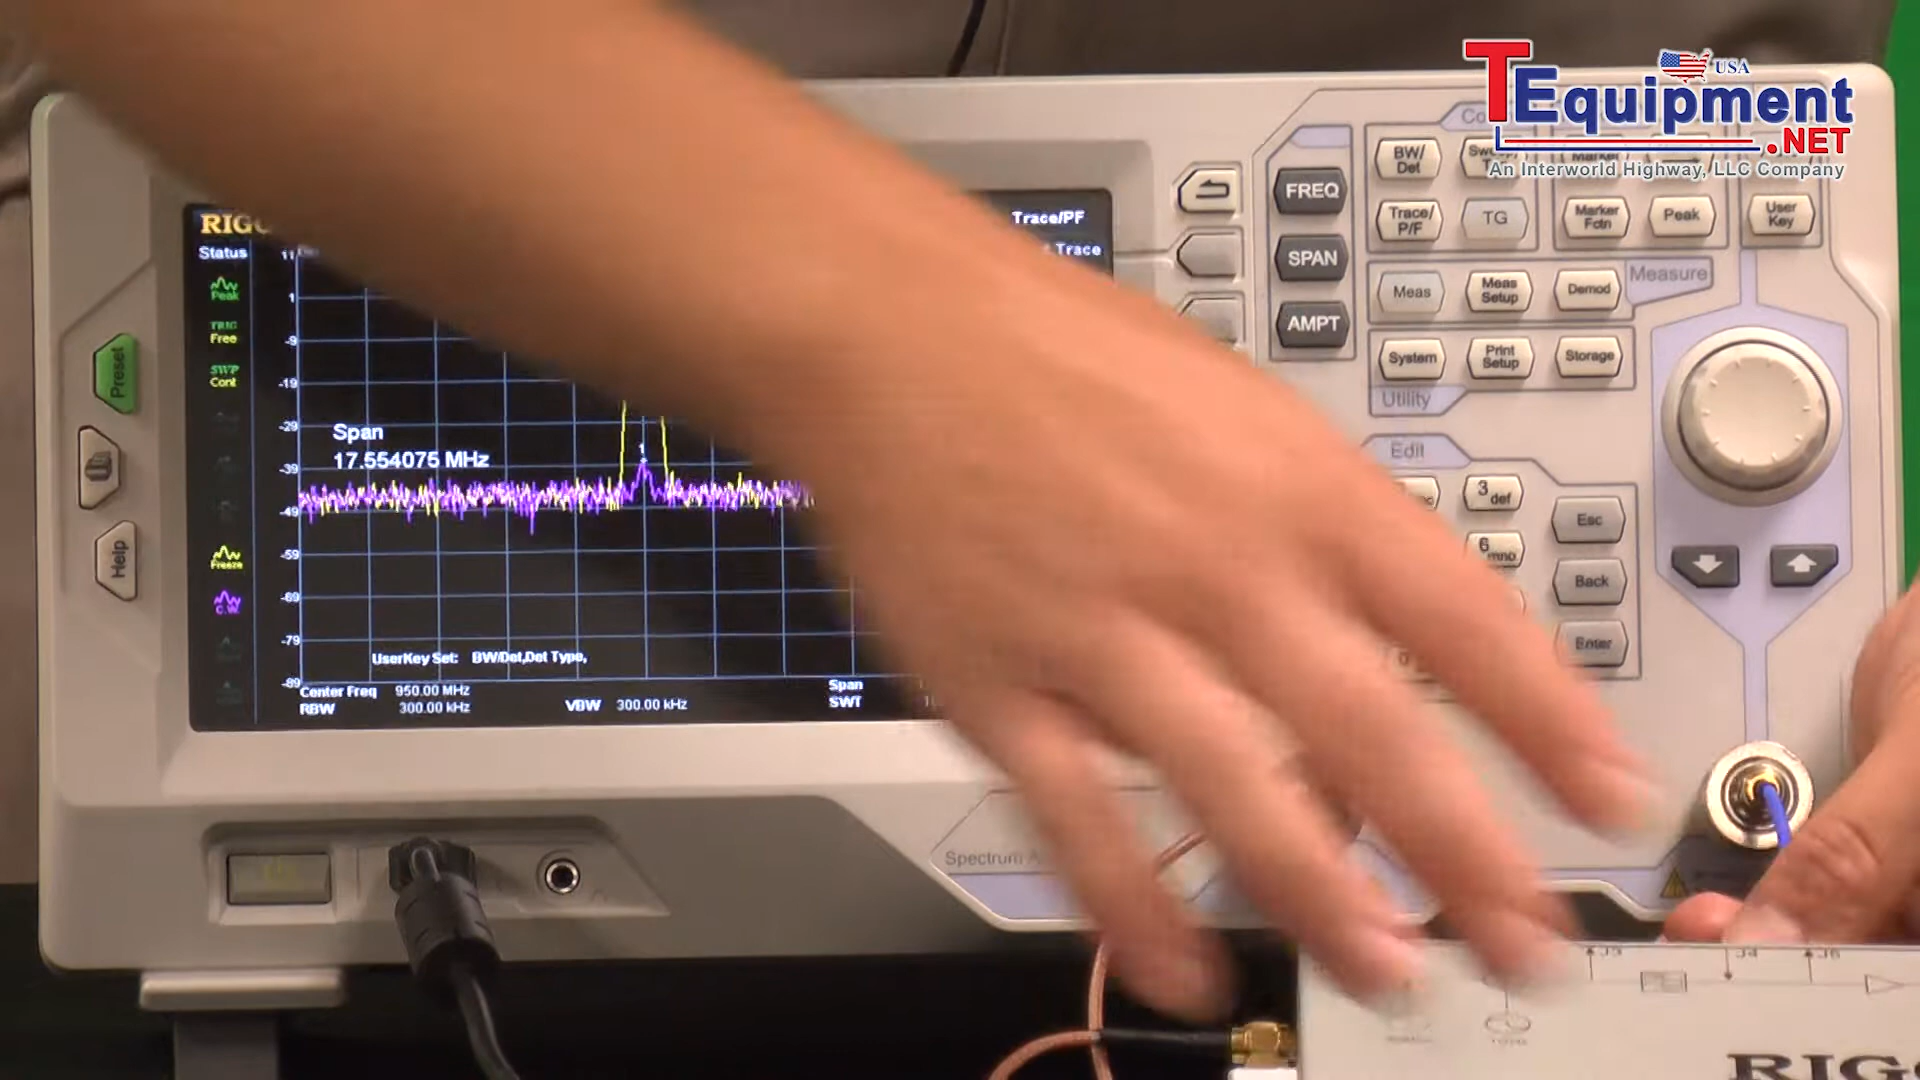 TEquipment
.NET
USA
An Interworld Highway, LLC Company
RIGO
Trace/PF
Trace
Status
Peak
TRIG
Free
SWP
Cont
Freeze
C.W.
1
-9
-19
-29
-39
-49
-59
-69
-79
-89
Span
17.554075 MHz
1
UserKey Set: BW/Det,Det Type,
Center Freq 950.00 MHz
Span
RBW 300.00 kHz
VBW 300.00 kHz
SWT
Preset
Help
FREQ
SPAN
AMPT
BW/
Det
Trace/
P/F
TG
Marker
Fctn
Peak
User
Key
Meas
Meas
Setup
Demod
Measure
System
Print
Setup
Storage
Utility
Edit
3 def
6 mno
Esc
Back
Enter
Spectrum
J3
J4
RIG